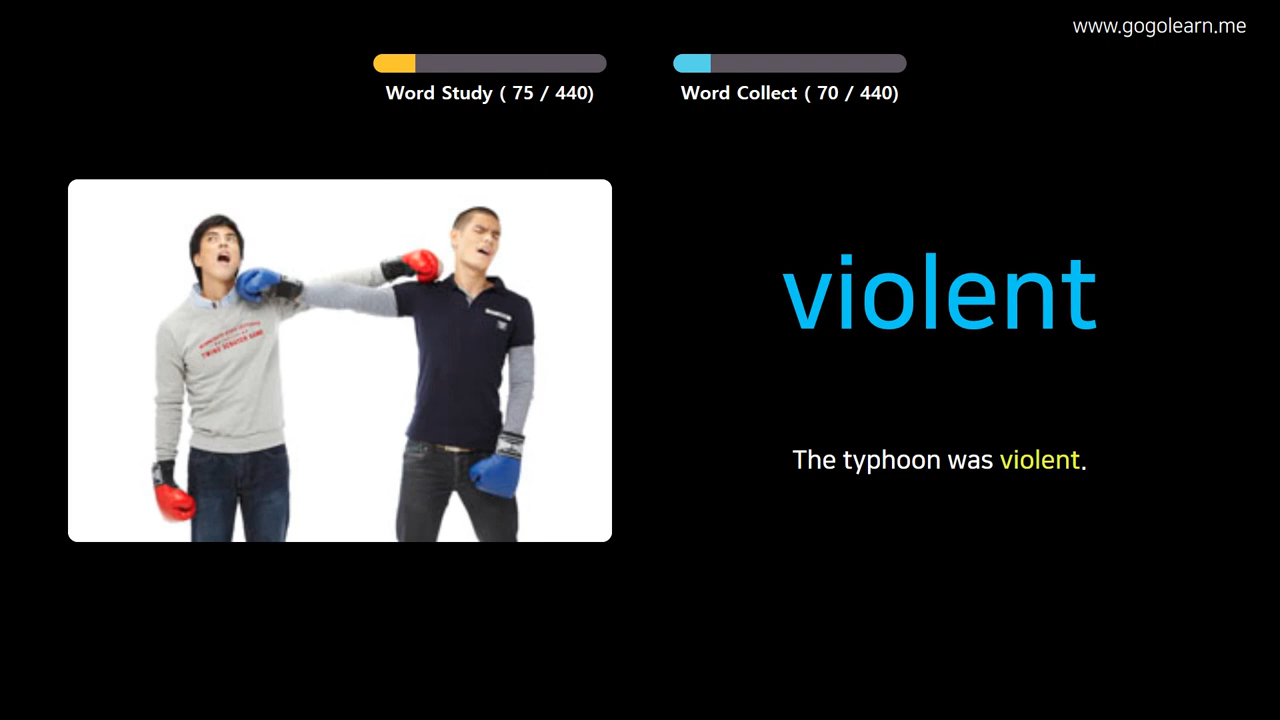 www.gogolearn.me
Word Study ( 75 / 440)
Word Collect ( 70 / 440)
violent
The typhoon was violent.